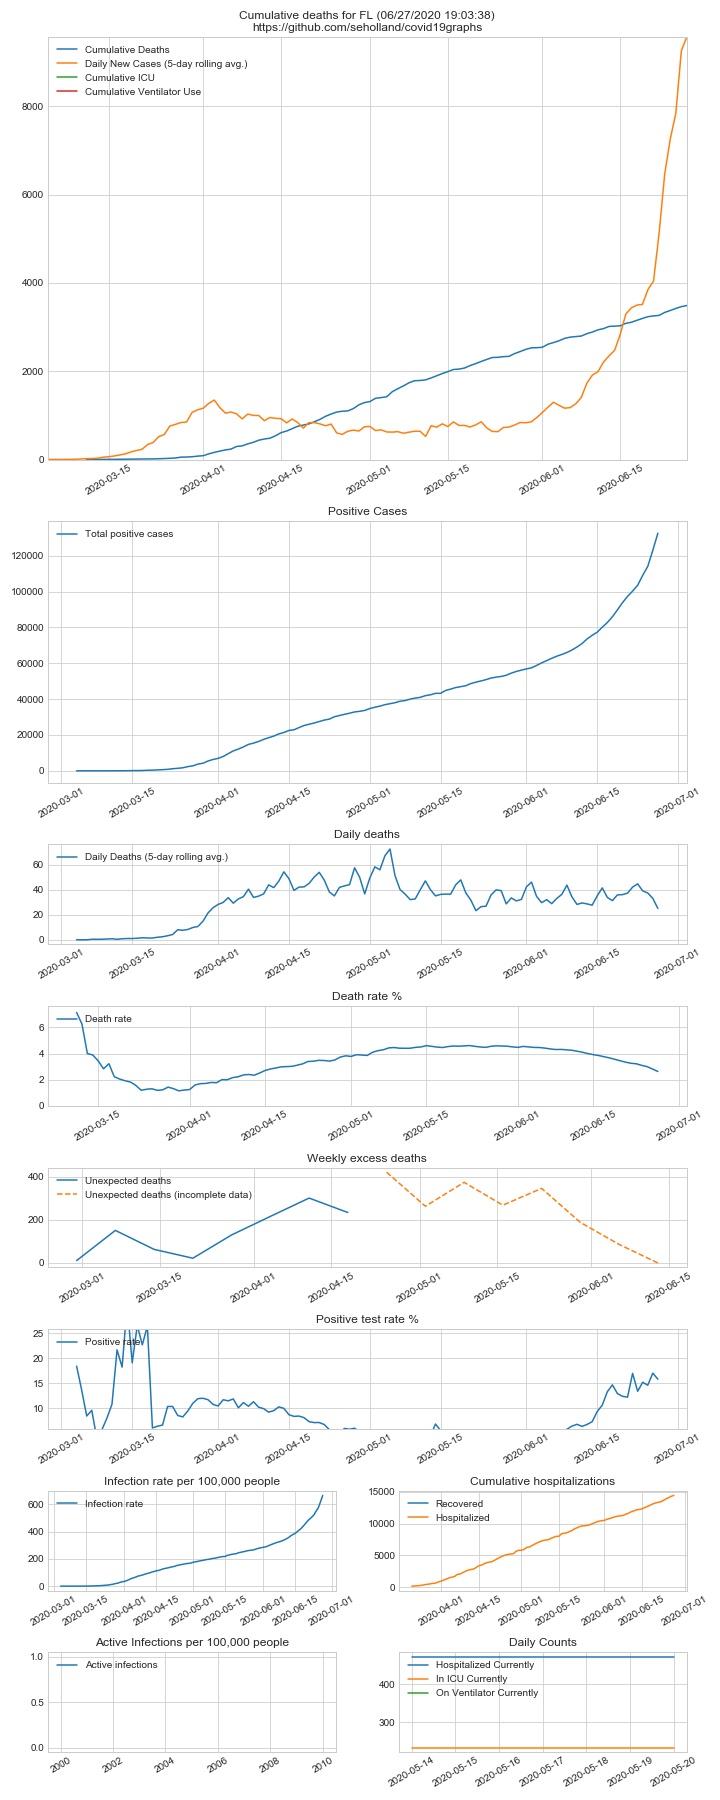 Cumulative deaths for FL (06/27/2020 19:03:38)
https://github.com/seholland/covid19graphs
Cumulative Deaths
Daily New Cases (5-day rolling avg.)
Cumulative ICU
Cumulative Ventilator Use
8000
6000
4000
2000
0
2020-03-15 2020-04-01 2020-04-15 2020-05-01 2020-05-15 2020-06-01 2020-06-15
Positive Cases
Total positive cases
120000
100000
80000
60000
40000
20000
0
2020-03-01 2020-03-15 2020-04-01 2020-04-15 2020-05-01 2020-05-15 2020-06-01 2020-06-15 2020-07-01
Daily deaths
Daily Deaths (5-day rolling avg.)
60
40
20
0
2020-03-01 2020-03-15 2020-04-01 2020-04-15 2020-05-01 2020-05-15 2020-06-01 2020-06-15 2020-07-01
Death rate %
Death rate
6
4
2
0
2020-03-15 2020-04-01 2020-04-15 2020-05-01 2020-05-15 2020-06-01 2020-06-15 2020-07-01
Weekly excess deaths
Unexpected deaths
Unexpected deaths (incomplete data)
400
200
0
2020-03-01 2020-03-15 2020-04-01 2020-04-15 2020-05-01 2020-05-15 2020-06-01 2020-06-15
Positive test rate %
Positive rate
25
20
15
10
2020-03-01 2020-03-15 2020-04-01 2020-04-15 2020-05-01 2020-05-15 2020-06-01 2020-06-15 2020-07-01
Infection rate per 100,000 people
Infection rate
600
400
200
0
2020-03-01 2020-03-15 2020-04-01 2020-04-15 2020-05-01 2020-05-15 2020-06-01 2020-06-15 2020-07-01
Cumulative hospitalizations
Recovered
Hospitalized
15000
10000
5000
0
2020-04-01 2020-04-15 2020-05-01 2020-05-15 2020-06-01 2020-06-15 2020-07-01
Active Infections per 100,000 people
Active infections
1.0
0.5
0.0
2000 2002 2004 2006 2008 2010
Daily Counts
Hospitalized Currently
In ICU Currently
On Ventilator Currently
400
300
2020-05-14 2020-05-15 2020-05-16 2020-05-17 2020-05-18 2020-05-19 2020-05-20